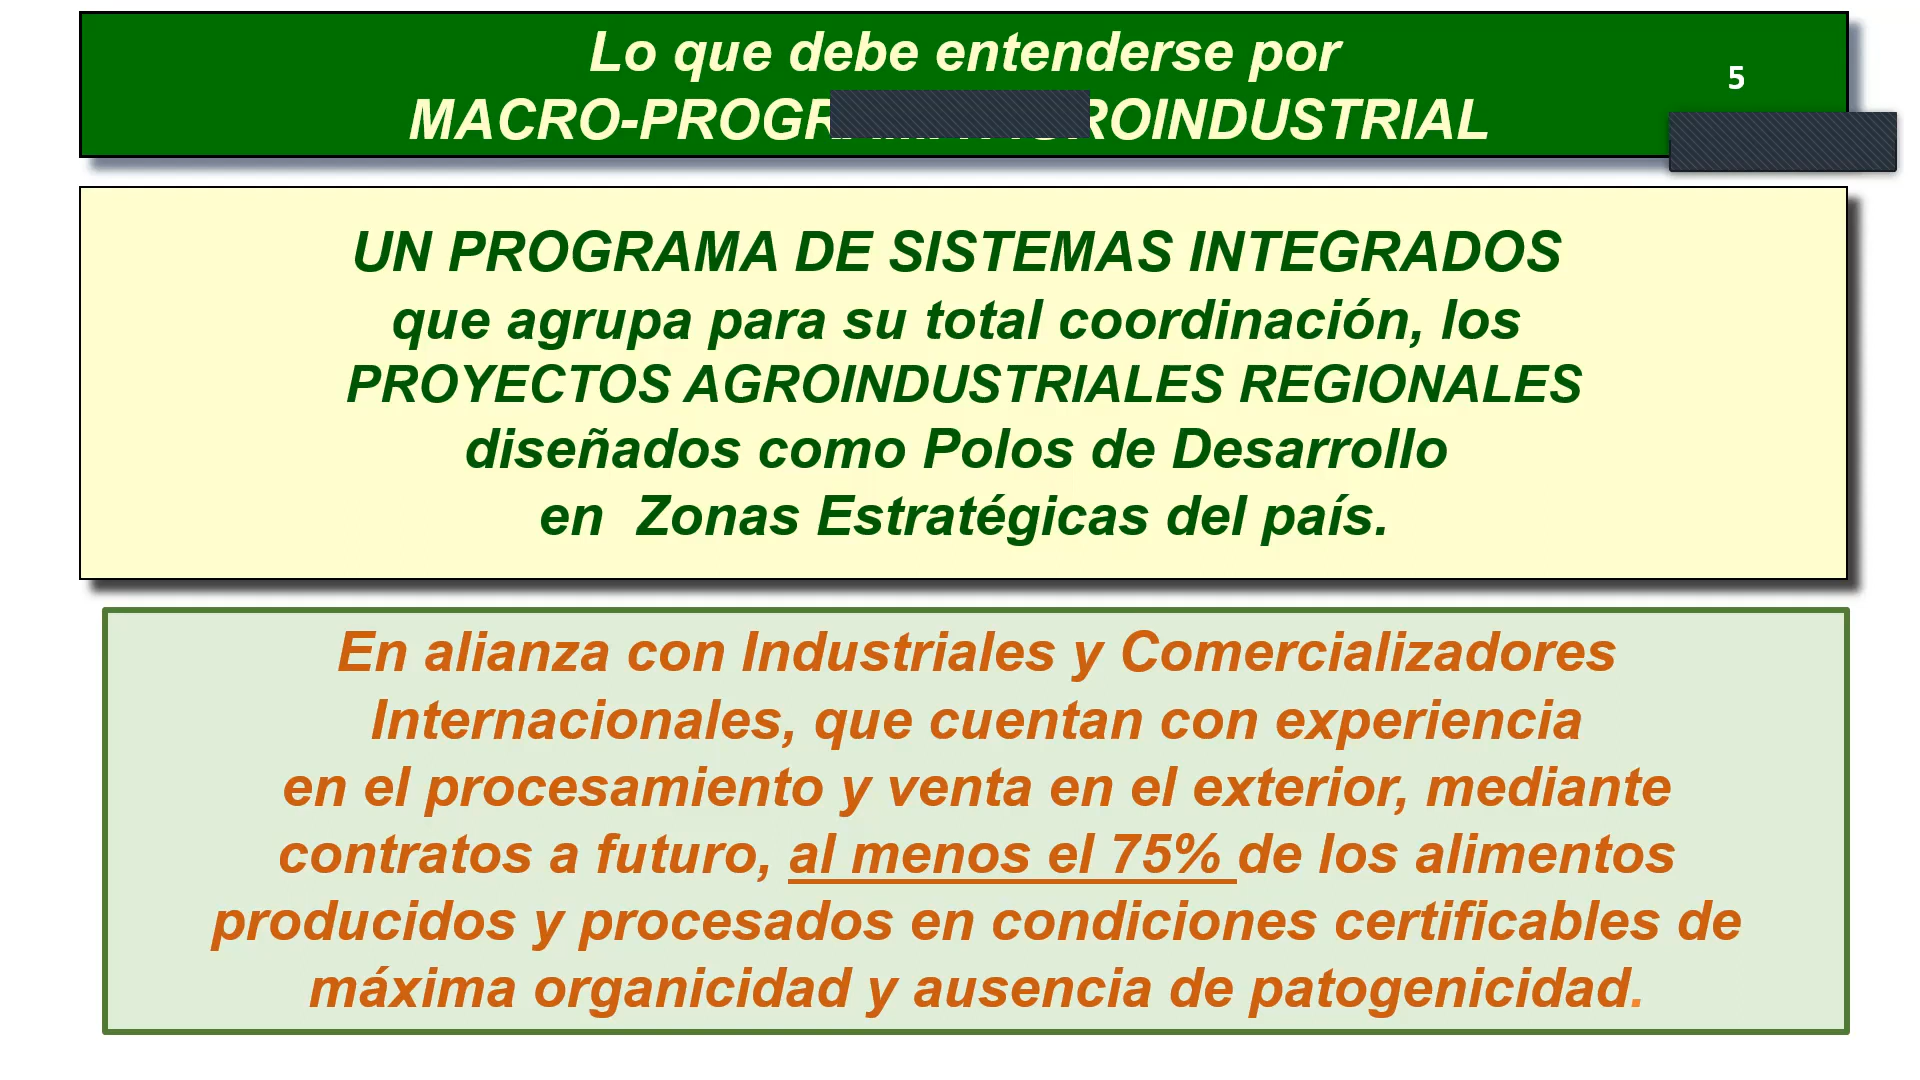 Lo que debe entenderse por
5
MACRO-PROGRAMA AGROINDUSTRIAL
UN PROGRAMA DE SISTEMAS INTEGRADOS
que agrupa para su total coordinación, los
PROYECTOS AGROINDUSTRIALES REGIONALES
diseñados como Polos de Desarrollo
en Zonas Estratégicas del país.
En alianza con Industriales y Comercializadores
Internacionales, que cuentan con experiencia
en el procesamiento y venta en el exterior, mediante
contratos a futuro, al menos el 75% de los alimentos
producidos y procesados en condiciones certificables de
máxima organicidad y ausencia de patogenicidad.